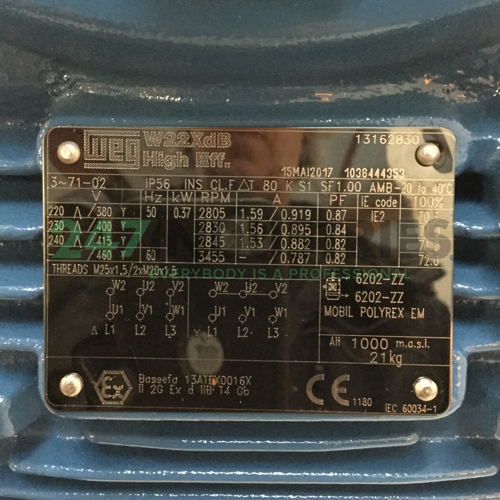 WEG W22XdB 13162830
High Eff.
15MAI2017 1036444353
3~71-02 IP56 INS CL.F ΔT 80 K S1 SF1.00 AMB-20 to 40°C
V Hz kW RPM A PF IE code 100%
220 Δ / 380 Y 50 0.37 2805 1.59 / 0.919 0.87 IE2
230 400 Y 2830 1.56 / 0.895 0.84
240 415 Y 2845 1.53 / 0.882 0.82
/ 460 Y 60 3455 - / 0.787 0.82 72.0
247
EVERYBODY IS A PROFESSIONAL
THREADS M25x1,5/2xM20x1,5
W2 U2 V2 W2 U2 V2
U1 V1 W1 U1 V1 W1
Δ L1 L2 L3 Y L1 L2 L3
6202-ZZ
6202-ZZ
MOBIL POLYREX EM
Alt 1000 m.a.s.l.
21kg
Ex Baseefa 13ATEX0016X
II 2G Ex d IIB T4 Gb
CE 1180
IEC 60034-1